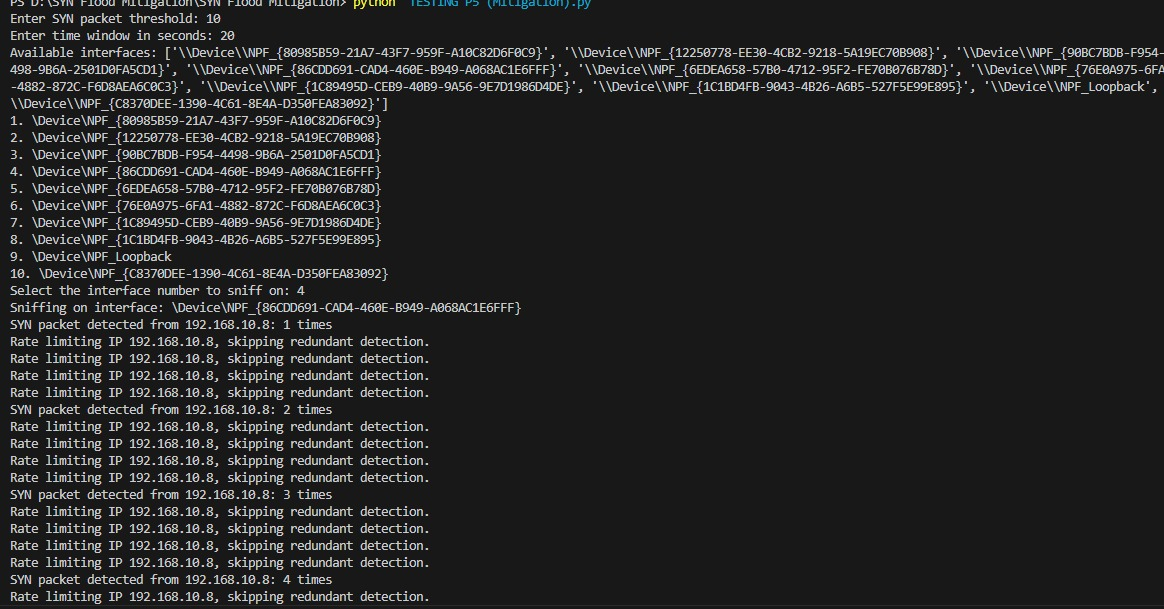 PS D:\SYN Flood Mitigation\SYN Flood Mitigation> python "TESTING P5 (Mitigation).py
Enter SYN packet threshold: 10
Enter time window in seconds: 20
Available interfaces: ['\\Device\\NPF_{80985B59-21A7-43F7-959F-A10C82D6F0C9}', '\\Device\\NPF_{12250778-EE30-4CB2-9218-5A19EC70B908}', '\\Device\\NPF_{90BC7BDB-F954-
498-9B6A-2501D0FA5CD1}', '\\Device\\NPF_{86CDD691-CAD4-460E-B949-A068AC1E6FFF}', '\\Device\\NPF_{6EDEA658-57B0-4712-95F2-FE70B076B78D}', '\\Device\\NPF_{76E0A975-6FA
-4882-872C-F6D8AEA6C0C3}', '\\Device\\NPF_{1C89495D-CEB9-40B9-9A56-9E7D1986D4DE}', '\\Device\\NPF_{1C1BD4FB-9043-4B26-A6B5-527F5E99E895}', '\\Device\\NPF_Loopback',
\\Device\\NPF_{C8370DEE-1390-4C61-8E4A-D350FEA83092}']
1. \Device\NPF_{80985B59-21A7-43F7-959F-A10C82D6F0C9}
2. \Device\NPF_{12250778-EE30-4CB2-9218-5A19EC70B908}
3. \Device\NPF_{90BC7BDB-F954-4498-9B6A-2501D0FA5CD1}
4. \Device\NPF_{86CDD691-CAD4-460E-B949-A068AC1E6FFF}
5. \Device\NPF_{6EDEA658-57B0-4712-95F2-FE70B076B78D}
6. \Device\NPF_{76E0A975-6FA1-4882-872C-F6D8AEA6C0C3}
7. \Device\NPF_{1C89495D-CEB9-40B9-9A56-9E7D1986D4DE}
8. \Device\NPF_{1C1BD4FB-9043-4B26-A6B5-527F5E99E895}
9. \Device\NPF_Loopback
10. \Device\NPF_{C8370DEE-1390-4C61-8E4A-D350FEA83092}
Select the interface number to sniff on: 4
Sniffing on interface: \Device\NPF_{86CDD691-CAD4-460E-B949-A068AC1E6FFF}
SYN packet detected from 192.168.10.8: 1 times
Rate limiting IP 192.168.10.8, skipping redundant detection.
Rate limiting IP 192.168.10.8, skipping redundant detection.
Rate limiting IP 192.168.10.8, skipping redundant detection.
Rate limiting IP 192.168.10.8, skipping redundant detection.
SYN packet detected from 192.168.10.8: 2 times
Rate limiting IP 192.168.10.8, skipping redundant detection.
Rate limiting IP 192.168.10.8, skipping redundant detection.
Rate limiting IP 192.168.10.8, skipping redundant detection.
Rate limiting IP 192.168.10.8, skipping redundant detection.
SYN packet detected from 192.168.10.8: 3 times
Rate limiting IP 192.168.10.8, skipping redundant detection.
Rate limiting IP 192.168.10.8, skipping redundant detection.
Rate limiting IP 192.168.10.8, skipping redundant detection.
Rate limiting IP 192.168.10.8, skipping redundant detection.
SYN packet detected from 192.168.10.8: 4 times
Rate limiting IP 192.168.10.8, skipping redundant detection.